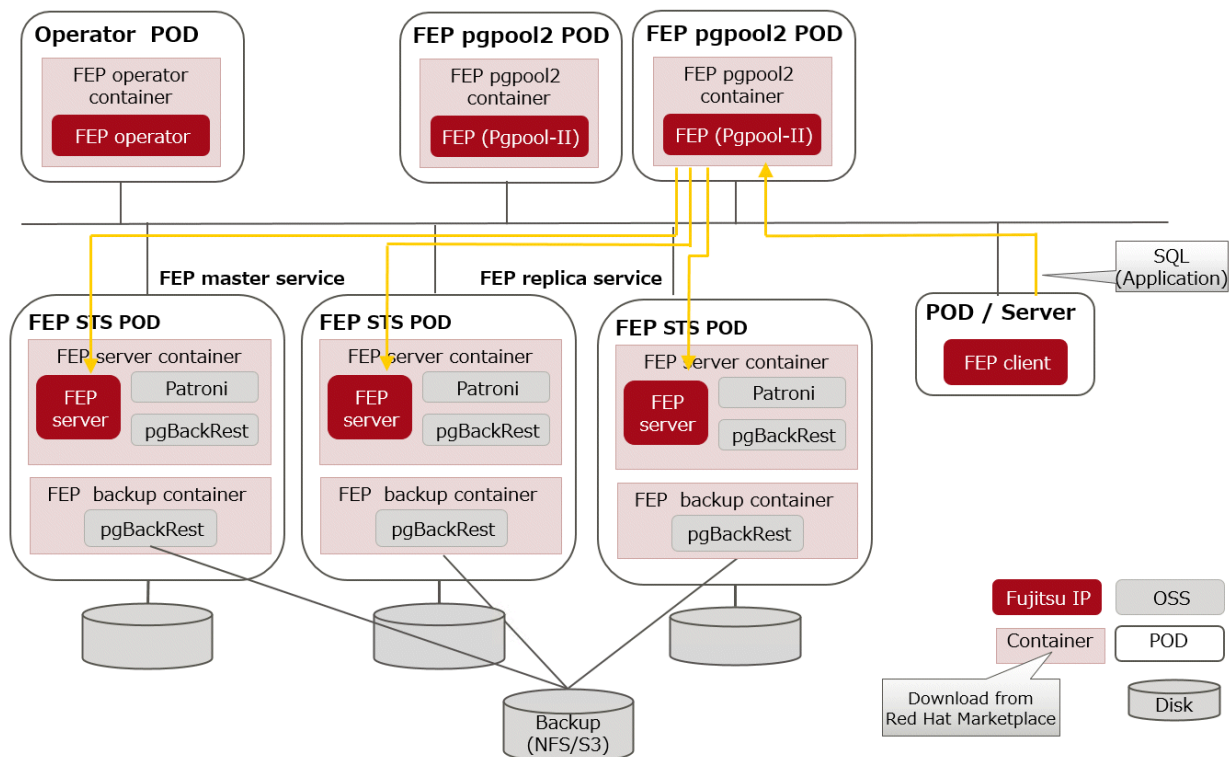 Operator POD
FEP operator
container
FEP operator
FEP pgpool2 POD
FEP pgpool2
container
FEP (Pgpool-II)
FEP pgpool2 POD
FEP pgpool2
container
FEP (Pgpool-II)
SQL
(Application)
FEP master service
FEP replica service
FEP STS POD
FEP server container
FEP
server
Patroni
pgBackRest
FEP backup container
pgBackRest
FEP STS POD
FEP server container
FEP
server
Patroni
pgBackRest
FEP backup container
pgBackRest
FEP STS POD
FEP server container
FEP
server
Patroni
pgBackRest
FEP backup container
pgBackRest
POD / Server
FEP client
Backup
(NFS/S3)
Fujitsu IP
OSS
Container
POD
Download from
Red Hat Marketplace
Disk